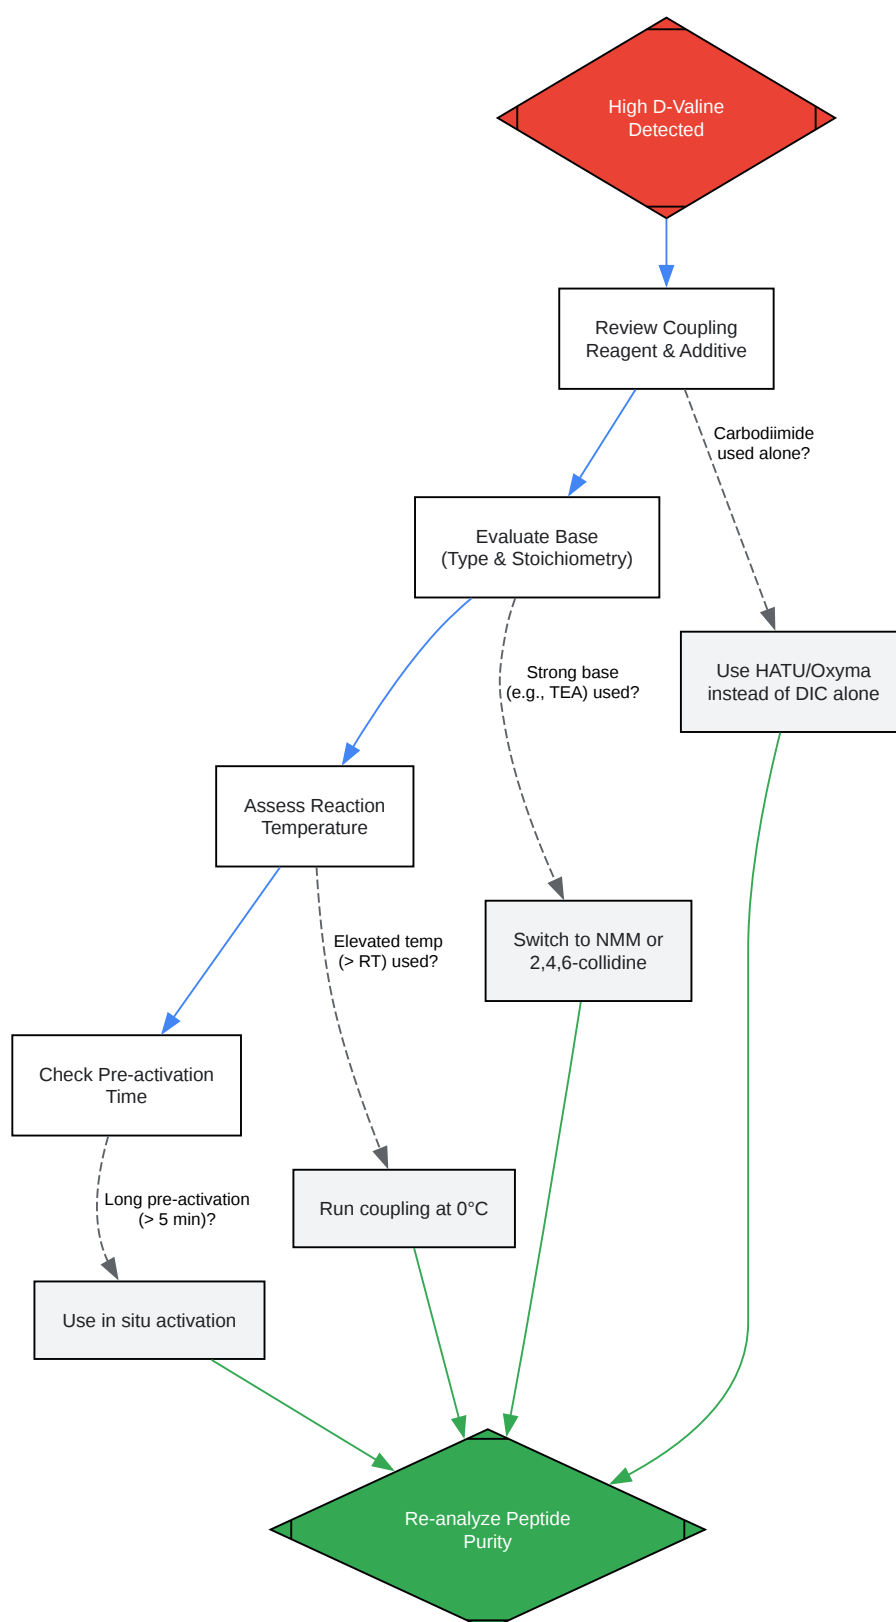 High D-Valine
Detected
Review Coupling
Reagent & Additive
Carbodiimide
used alone?
Evaluate Base
(Type & Stoichiometry)
Strong base
(e.g., TEA) used?
Use HATU/Oxyma
instead of DIC alone
Assess Reaction
Temperature
Elevated temp
(> RT) used?
Switch to NMM or
2,4,6-collidine
Check Pre-activation
Time
Long pre-activation
(> 5 min)?
Run coupling at 0°C
Use in situ activation
Re-analyze Peptide
Purity